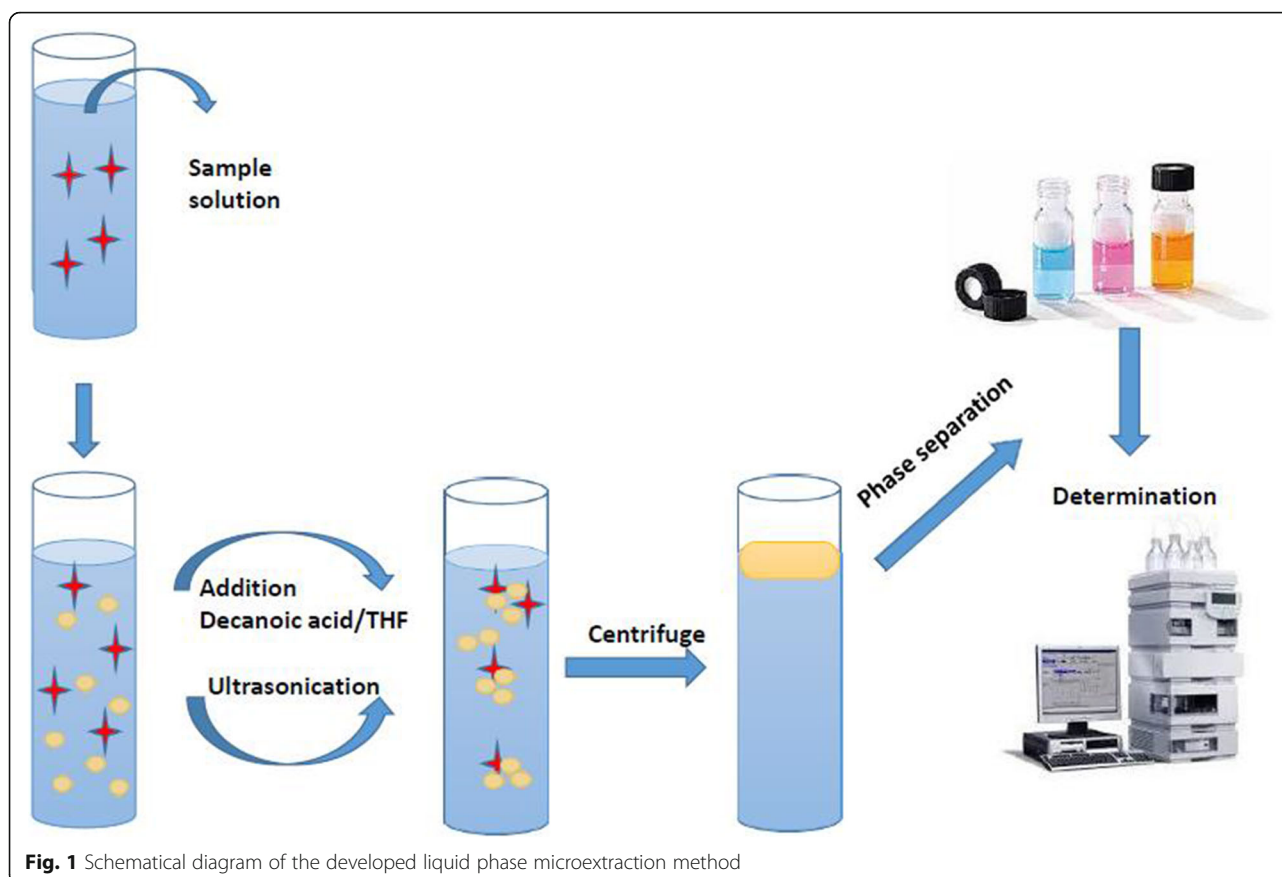 Sample
solution
Addition
Decanoic acid/THF
Ultrasonication
Centrifuge
Phase separation
Determination
Fig. 1 Schematical diagram of the developed liquid phase microextraction method